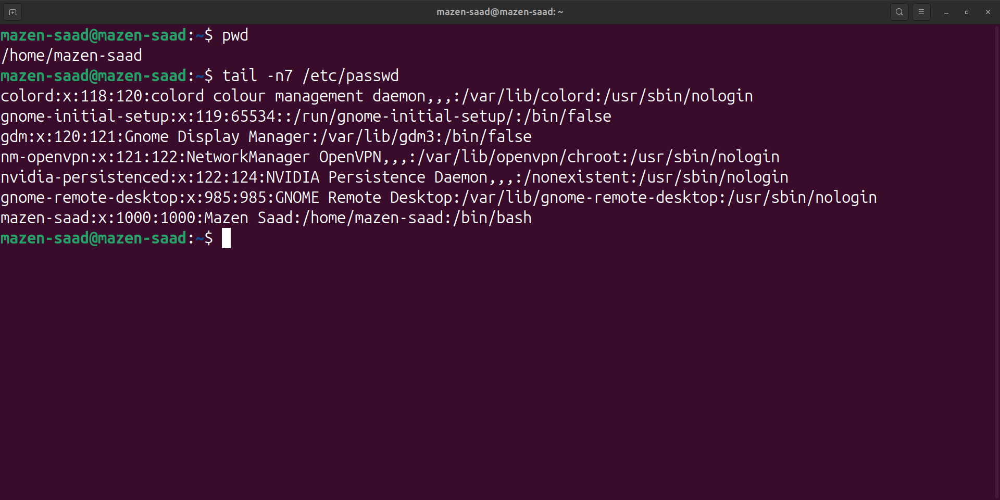 mazen-saad@mazen-saad: ~
mazen-saad@mazen-saad:~$ pwd
/home/mazen-saad
mazen-saad@mazen-saad:~$ tail -n7 /etc/passwd
colord:x:118:120:colord colour management daemon,,,:/var/lib/colord:/usr/sbin/nologin
gnome-initial-setup:x:119:65534::/run/gnome-initial-setup/:/bin/false
gdm:x:120:121:Gnome Display Manager:/var/lib/gdm3:/bin/false
nm-openvpn:x:121:122:NetworkManager OpenVPN,,,:/var/lib/openvpn/chroot:/usr/sbin/nologin
nvidia-persistenced:x:122:124:NVIDIA Persistence Daemon,,,:/nonexistent:/usr/sbin/nologin
gnome-remote-desktop:x:985:985:GNOME Remote Desktop:/var/lib/gnome-remote-desktop:/usr/sbin/nologin
mazen-saad:x:1000:1000:Mazen Saad:/home/mazen-saad:/bin/bash
mazen-saad@mazen-saad:~$